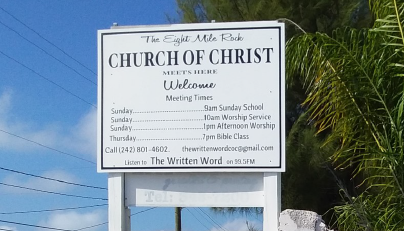 The Eight Mile Rock
CHURCH OF CHRIST
MEETS HERE
Welcome
Meeting Times
Sunday..........................9am Sunday School
Sunday..........................10am Worship Service
Sunday..........................1pm Afternoon Worship
Thursday.......................7pm Bible Class
Call (242) 801-4602. thewrittenwordcoc@gmail.com
Listen to The Written Word on 99.5FM
Tel: